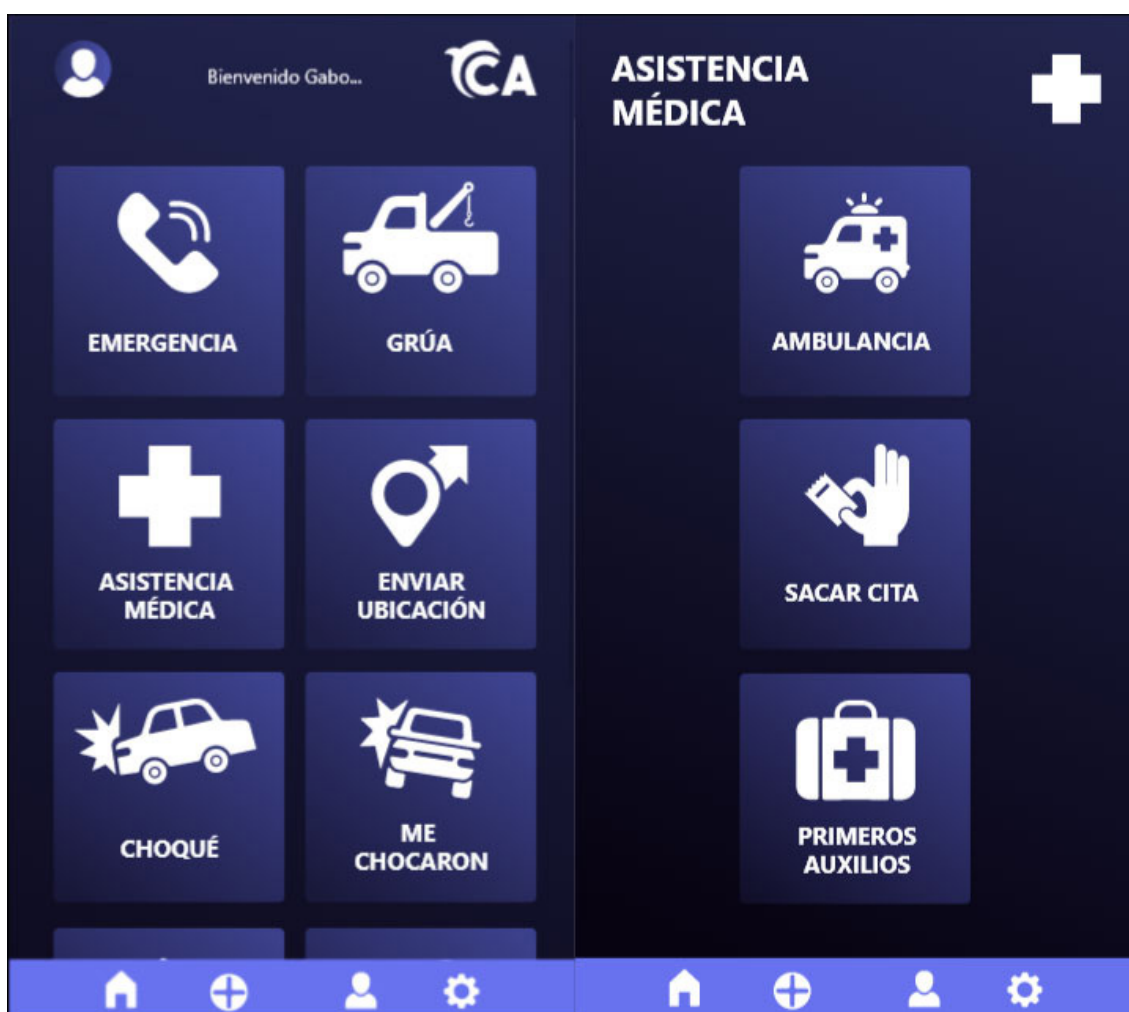 Bienvenido Gabo...
CA
EMERGENCIA
GRÚA
ASISTENCIA
MÉDICA
ENVIAR
UBICACIÓN
CHOQUÉ
ME
CHOCARON
ASISTENCIA
MÉDICA
AMBULANCIA
SACAR CITA
PRIMEROS
AUXILIOS